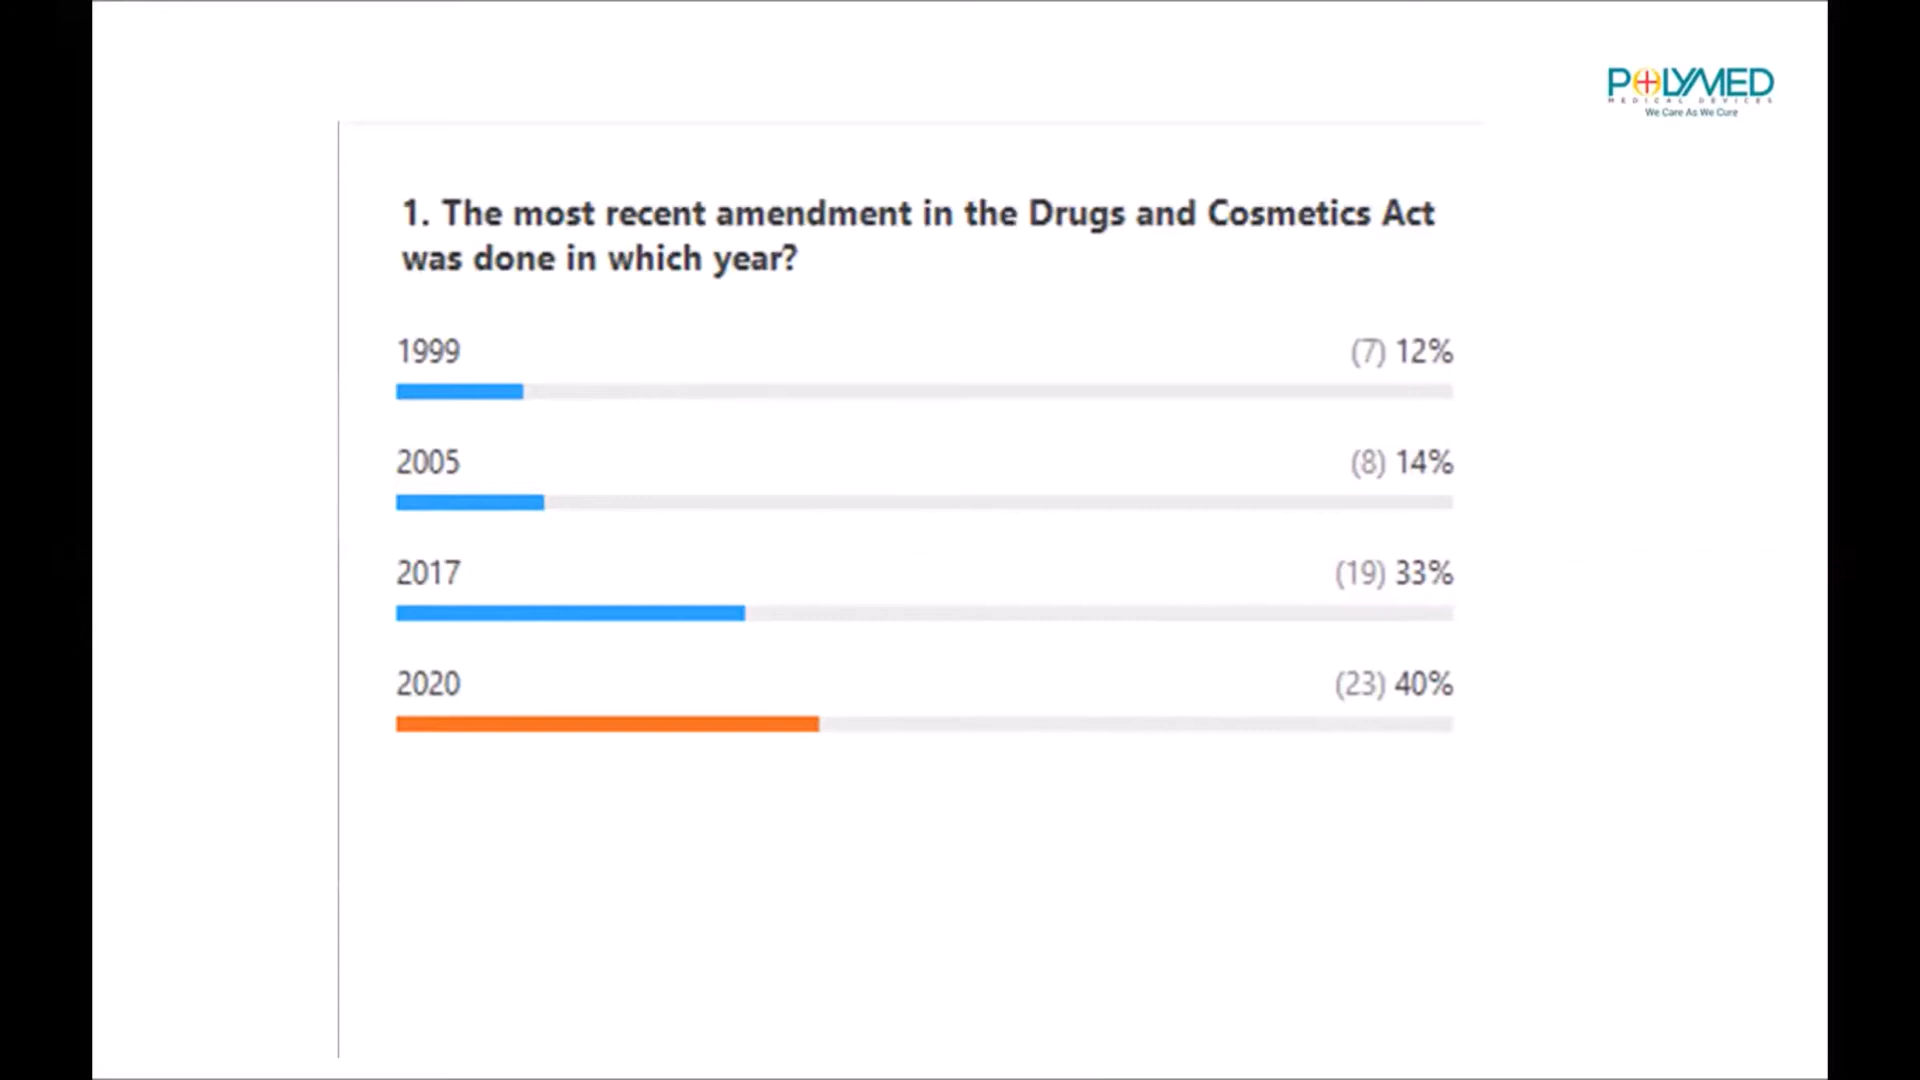 POLYMED
MEDICAL DEVICES
We Care As We Cure
1. The most recent amendment in the Drugs and Cosmetics Act
was done in which year?
1999 (7) 12%
2005 (8) 14%
2017 (19) 33%
2020 (23) 40%